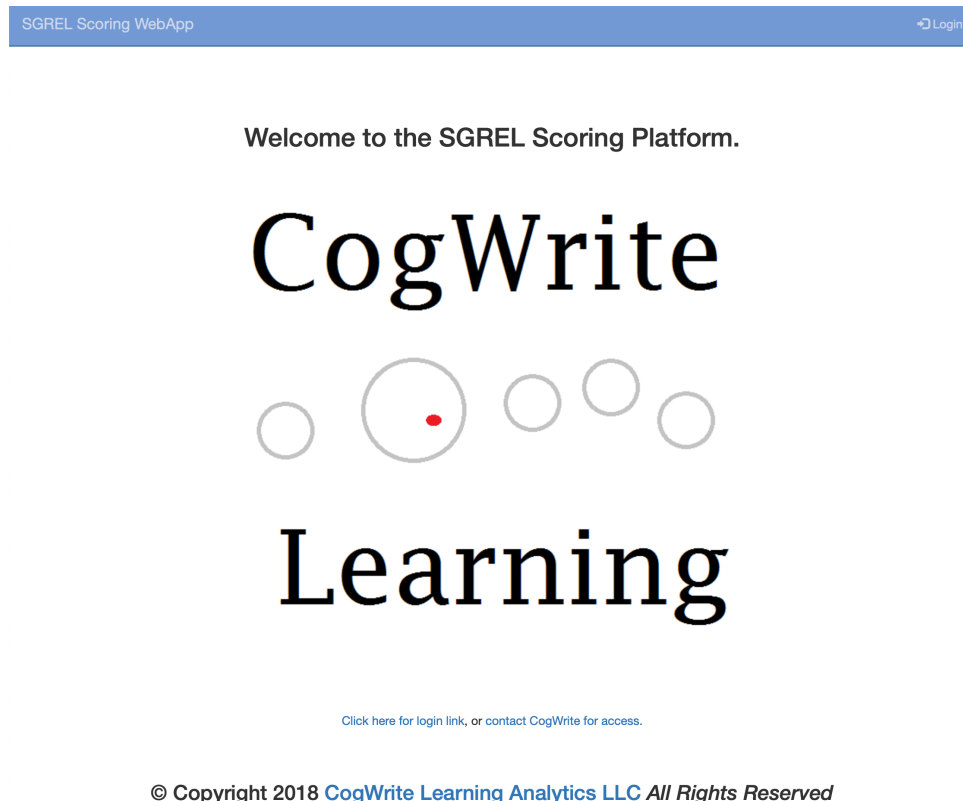 SGREL Scoring WebApp
Login
Welcome to the SGREL Scoring Platform.
CogWrite
Learning
Click here for login link, or contact CogWrite for access.
© Copyright 2018 CogWrite Learning Analytics LLC All Rights Reserved